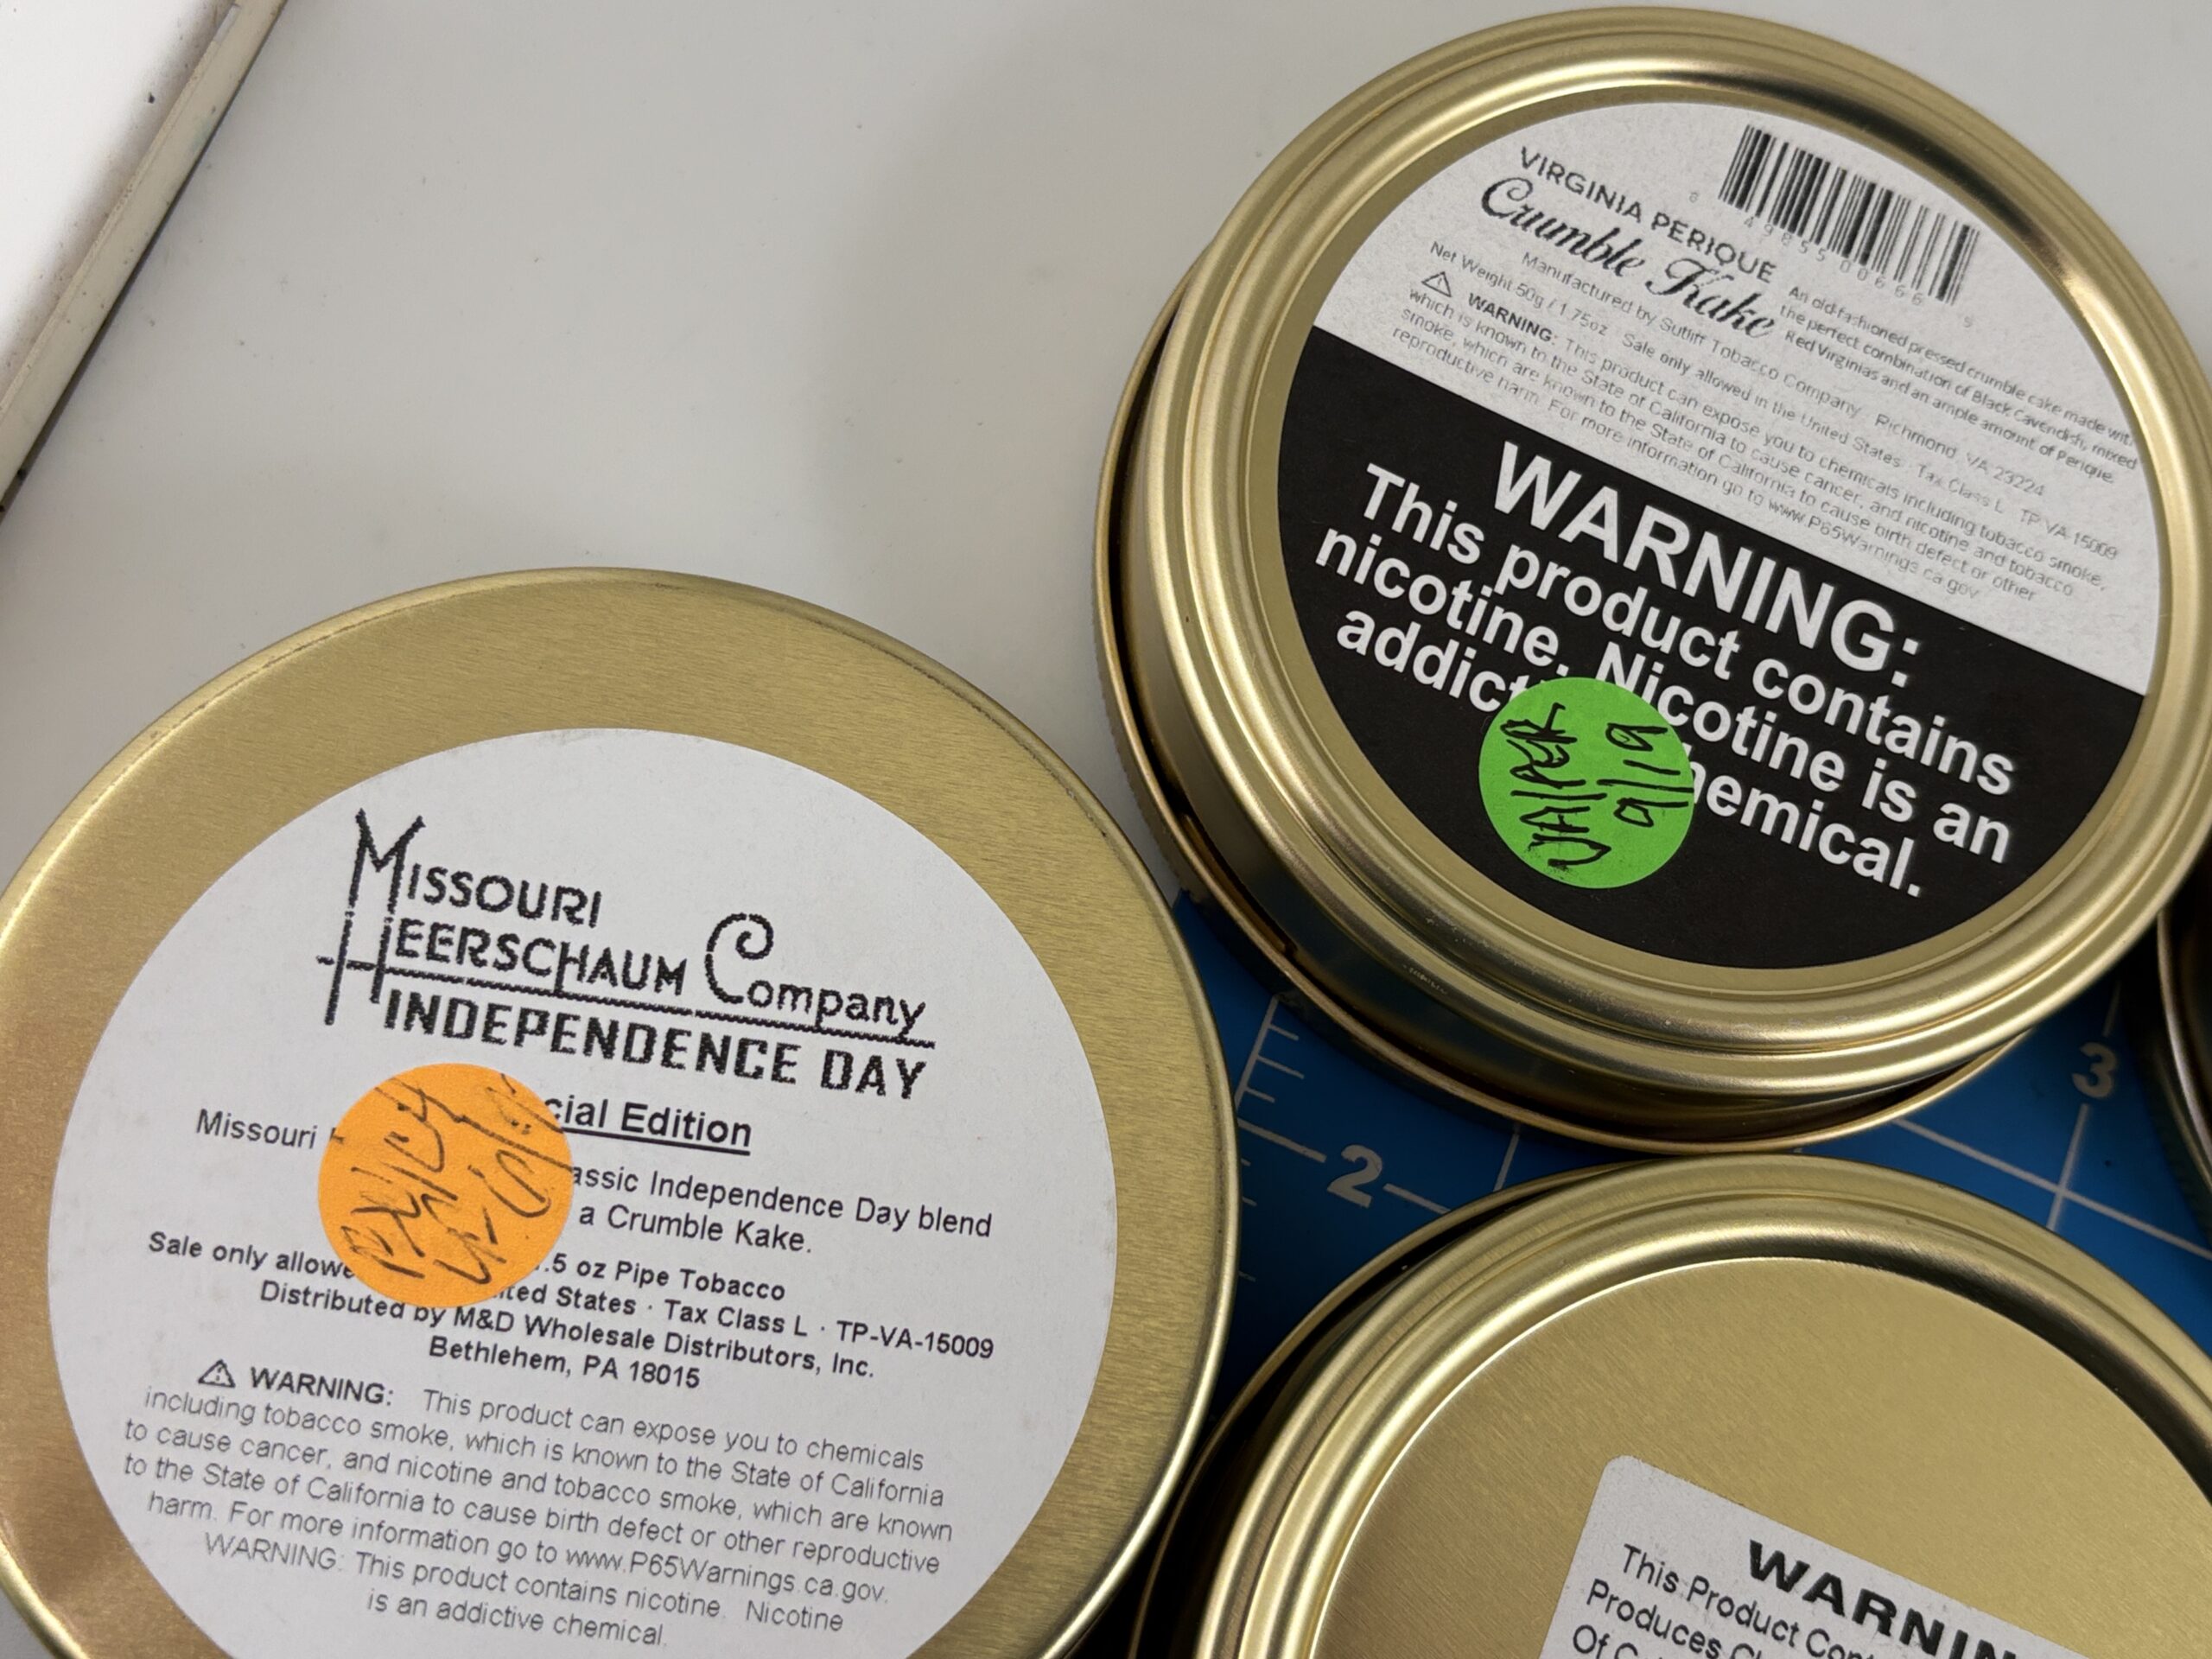 Missouri
Meerschaum Company
INDEPENDENCE DAY
cial Edition
Missouri
assic Independence Day blend
a Crumble Kake.
.5 oz Pipe Tobacco
Sale only allowe ited States · Tax Class L · TP-VA-15009
Distributed by M&D Wholesale Distributors, Inc.
Bethlehem, PA 18015
⚠ WARNING: This product can expose you to chemicals
including tobacco smoke, which is known to the State of California
to cause cancer, and nicotine and tobacco smoke, which are known
to the State of California to cause birth defect or other reproductive
harm. For more information go to www.P65Warnings.ca.gov.
WARNING: This product contains nicotine. Nicotine
is an addictive chemical.
VIRGINIA PERIQUE
Crumble Kake
An old-fashioned pressed crumble cake made with
the perfect combination of Black Cavendish, mixed
Red Virginias and an ample amount of Perique.
Manufactured by Sutliff Tobacco Company Richmond, VA 23224
Net Weight 50g / 1.75oz Sale only allowed in the United States Tax Class L TP VA 15009
⚠ WARNING: This product can expose you to chemicals including tobacco smoke,
which is known to the State of California to cause cancer, and nicotine and tobacco
smoke, which are known to the State of California to cause birth defect or other
reproductive harm. For more information go to www.P65Warnings.ca.gov
WARNING:
This product contains
nicotine. Nicotine is an
addict hemical.
VA/PER
9/19
2
3
WARNIN
This Product Con
Produces
Of